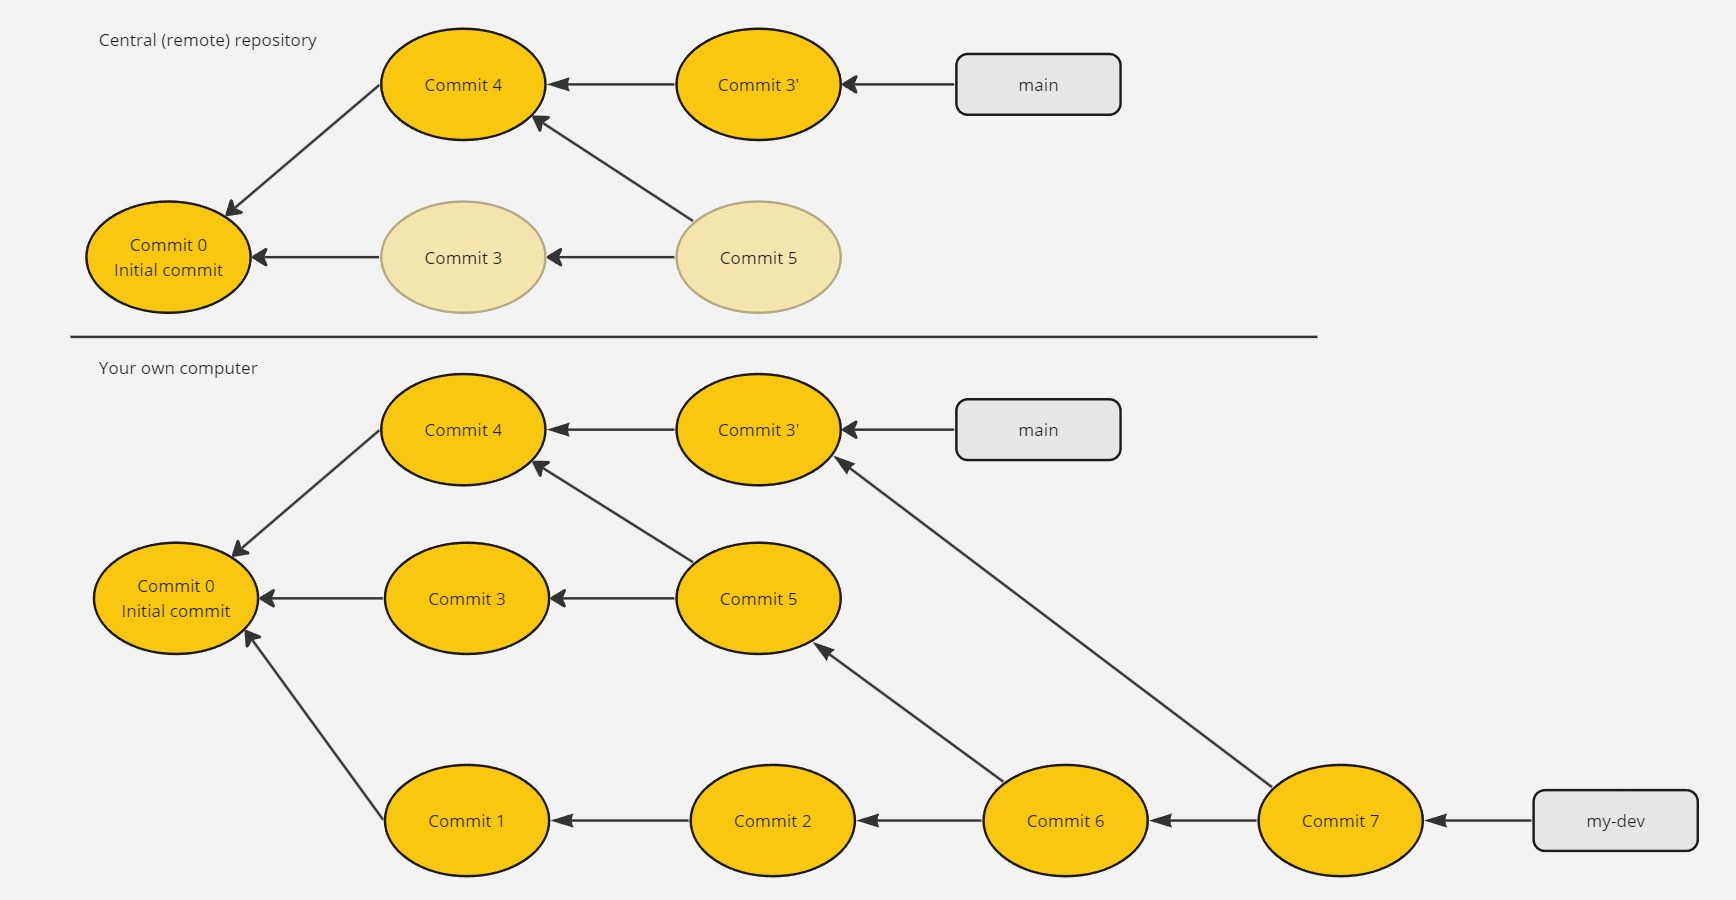 Central (remote) repository
Commit 4
Commit 3'
main
Commit 0
Initial commit
Commit 3
Commit 5
Your own computer
Commit 4
Commit 3'
main
Commit 0
Initial commit
Commit 3
Commit 5
Commit 1
Commit 2
Commit 6
Commit 7
my-dev